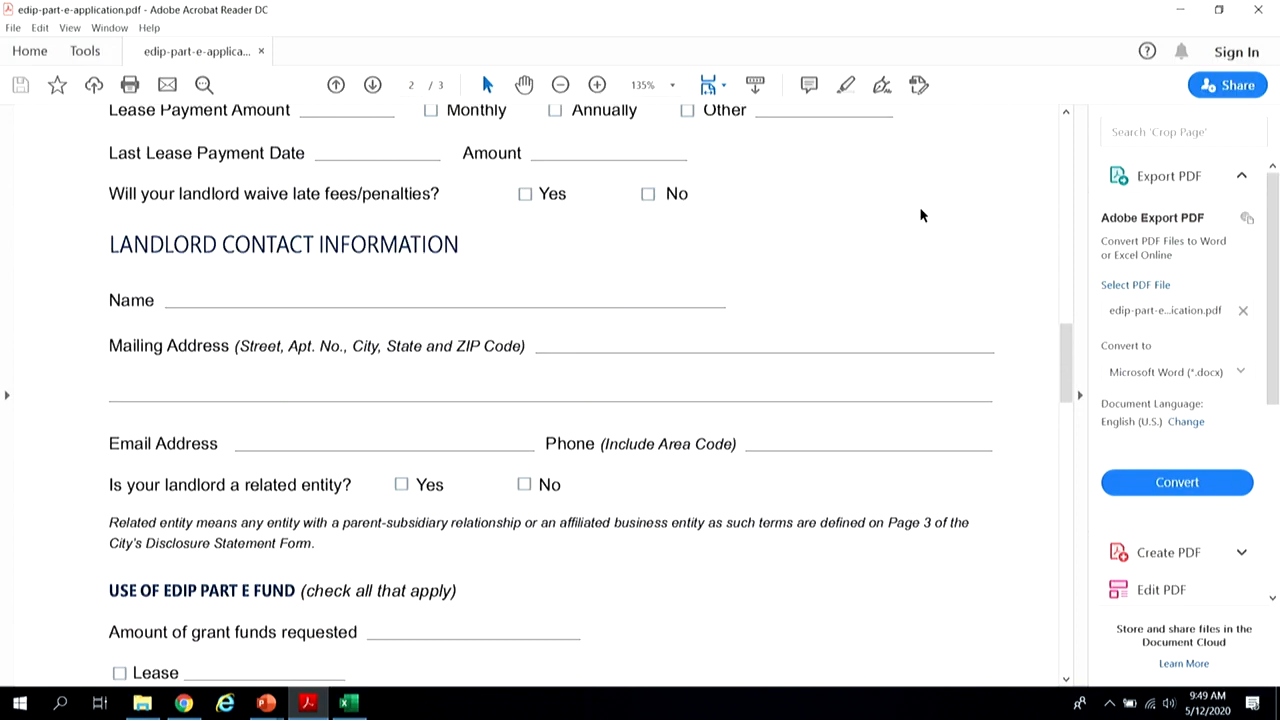 edip-part-e-application.pdf - Adobe Acrobat Reader DC
File Edit View Window Help
Home Tools edip-part-e-applica... × Sign In
2 / 3 135% Share
Lease Payment Amount Monthly Annually Other
Last Lease Payment Date Amount
Will your landlord waive late fees/penalties? Yes No
LANDLORD CONTACT INFORMATION
Name
Mailing Address (Street, Apt. No., City, State and ZIP Code)
Email Address Phone (Include Area Code)
Is your landlord a related entity? Yes No
Related entity means any entity with a parent-subsidiary relationship or an affiliated business entity as such terms are defined on Page 3 of the
City's Disclosure Statement Form.
USE OF EDIP PART E FUND (check all that apply)
Amount of grant funds requested
Lease
Search 'Crop Page'
Export PDF
Adobe Export PDF
Convert PDF Files to Word
or Excel Online
Select PDF File
edip-part-e...ication.pdf
Convert to
Microsoft Word (*.docx)
Document Language:
English (U.S.) Change
Convert
Create PDF
Edit PDF
Store and share files in the
Document Cloud
Learn More
9:49 AM
5/12/2020